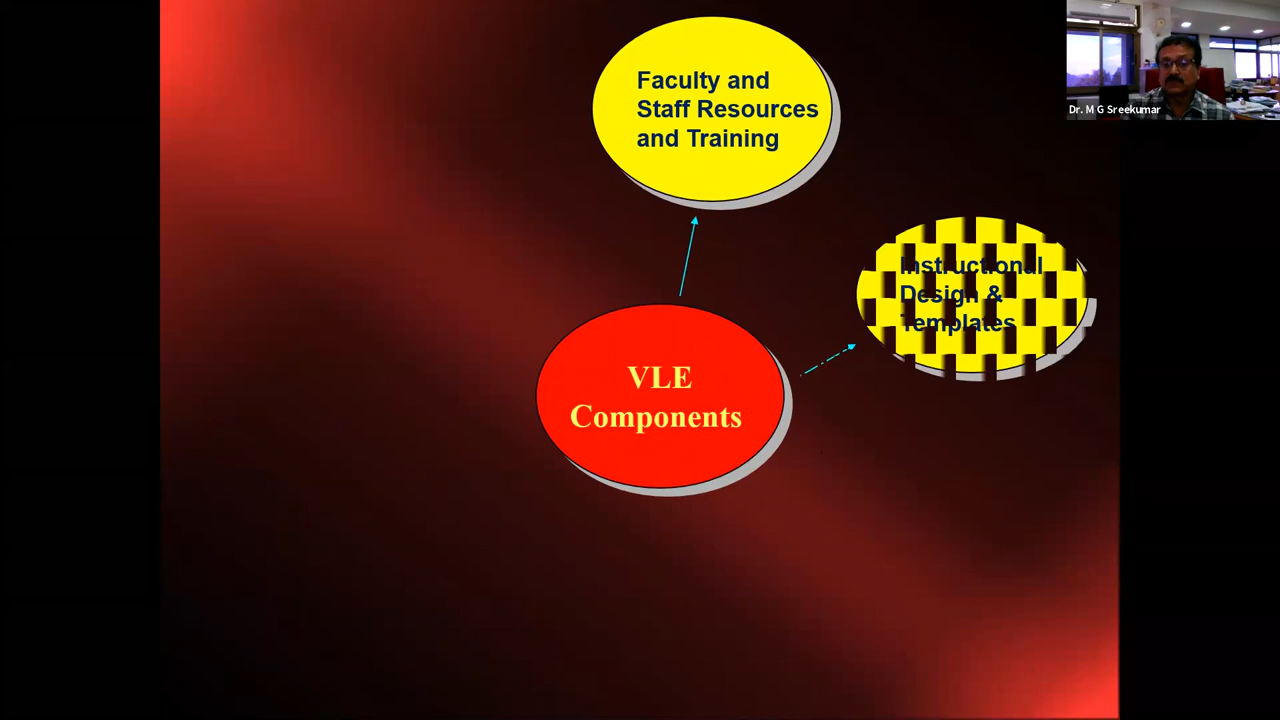 Faculty and
Staff Resources
and Training
Dr. M G Sreekumar
Instructional
Design &
Templates
VLE
Components